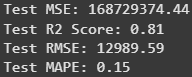 Test MSE: 168729374.44
Test R2 Score: 0.81
Test RMSE: 12989.59
Test MAPE: 0.15